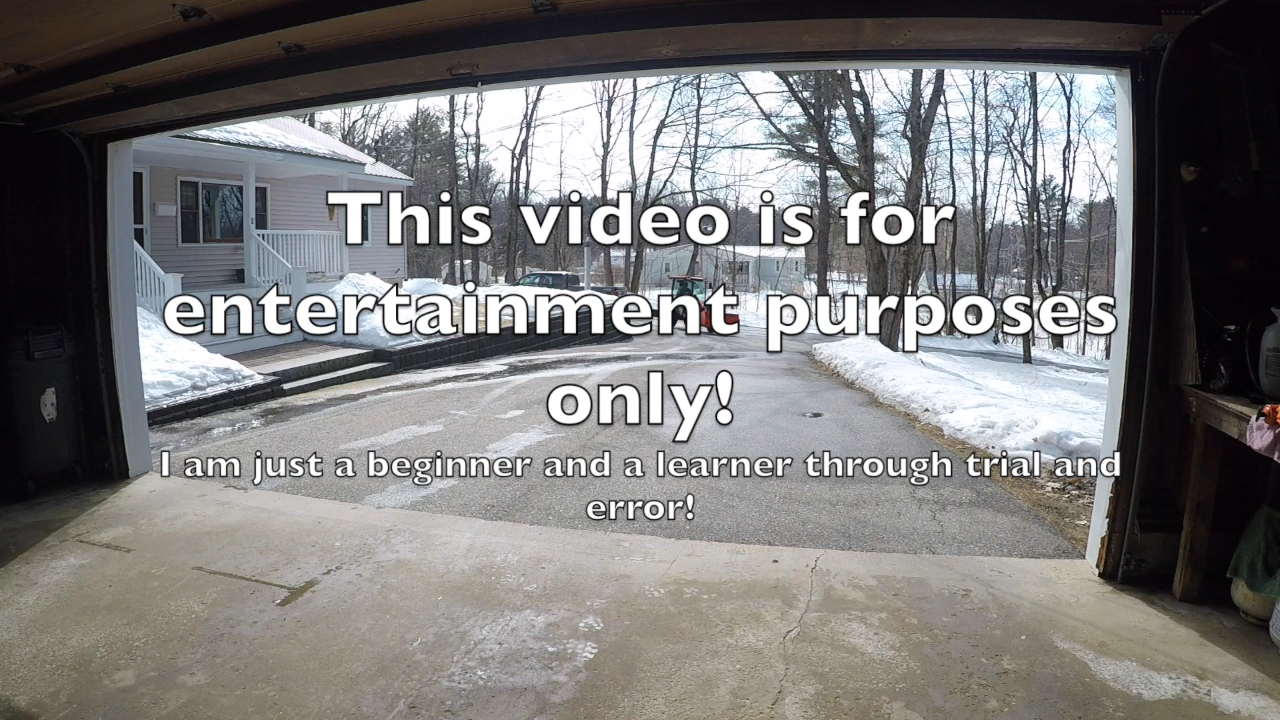 This video is for
entertainment purposes
only!
I am just a beginner and a learner through trial and
error!